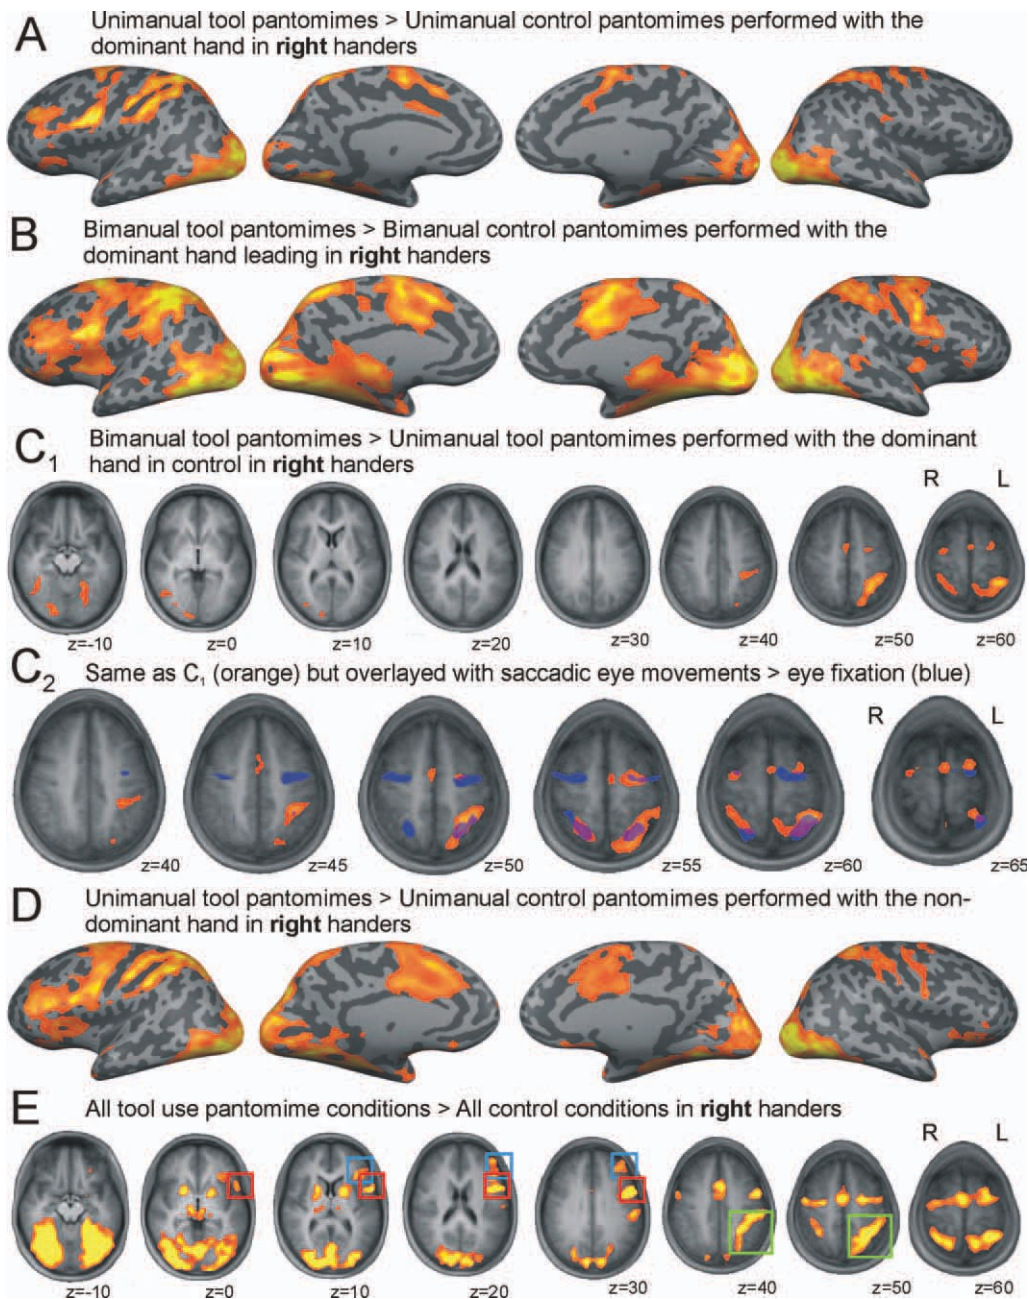 A
Unimanual tool pantomimes > Unimanual control pantomimes performed with the
dominant hand in right handers
B
Bimanual tool pantomimes > Bimanual control pantomimes performed with the
dominant hand leading in right handers
C1
Bimanual tool pantomimes > Unimanual tool pantomimes performed with the dominant
hand in control in right handers
R L
z=-10 z=0 z=10 z=20 z=30 z=40 z=50 z=60
C2
Same as C1 (orange) but overlayed with saccadic eye movements > eye fixation (blue)
R L
z=40 z=45 z=50 z=55 z=60 z=65
D
Unimanual tool pantomimes > Unimanual control pantomimes performed with the non-
dominant hand in right handers
E
All tool use pantomime conditions > All control conditions in right handers
R L
z=-10 z=0 z=10 z=20 z=30 z=40 z=50 z=60